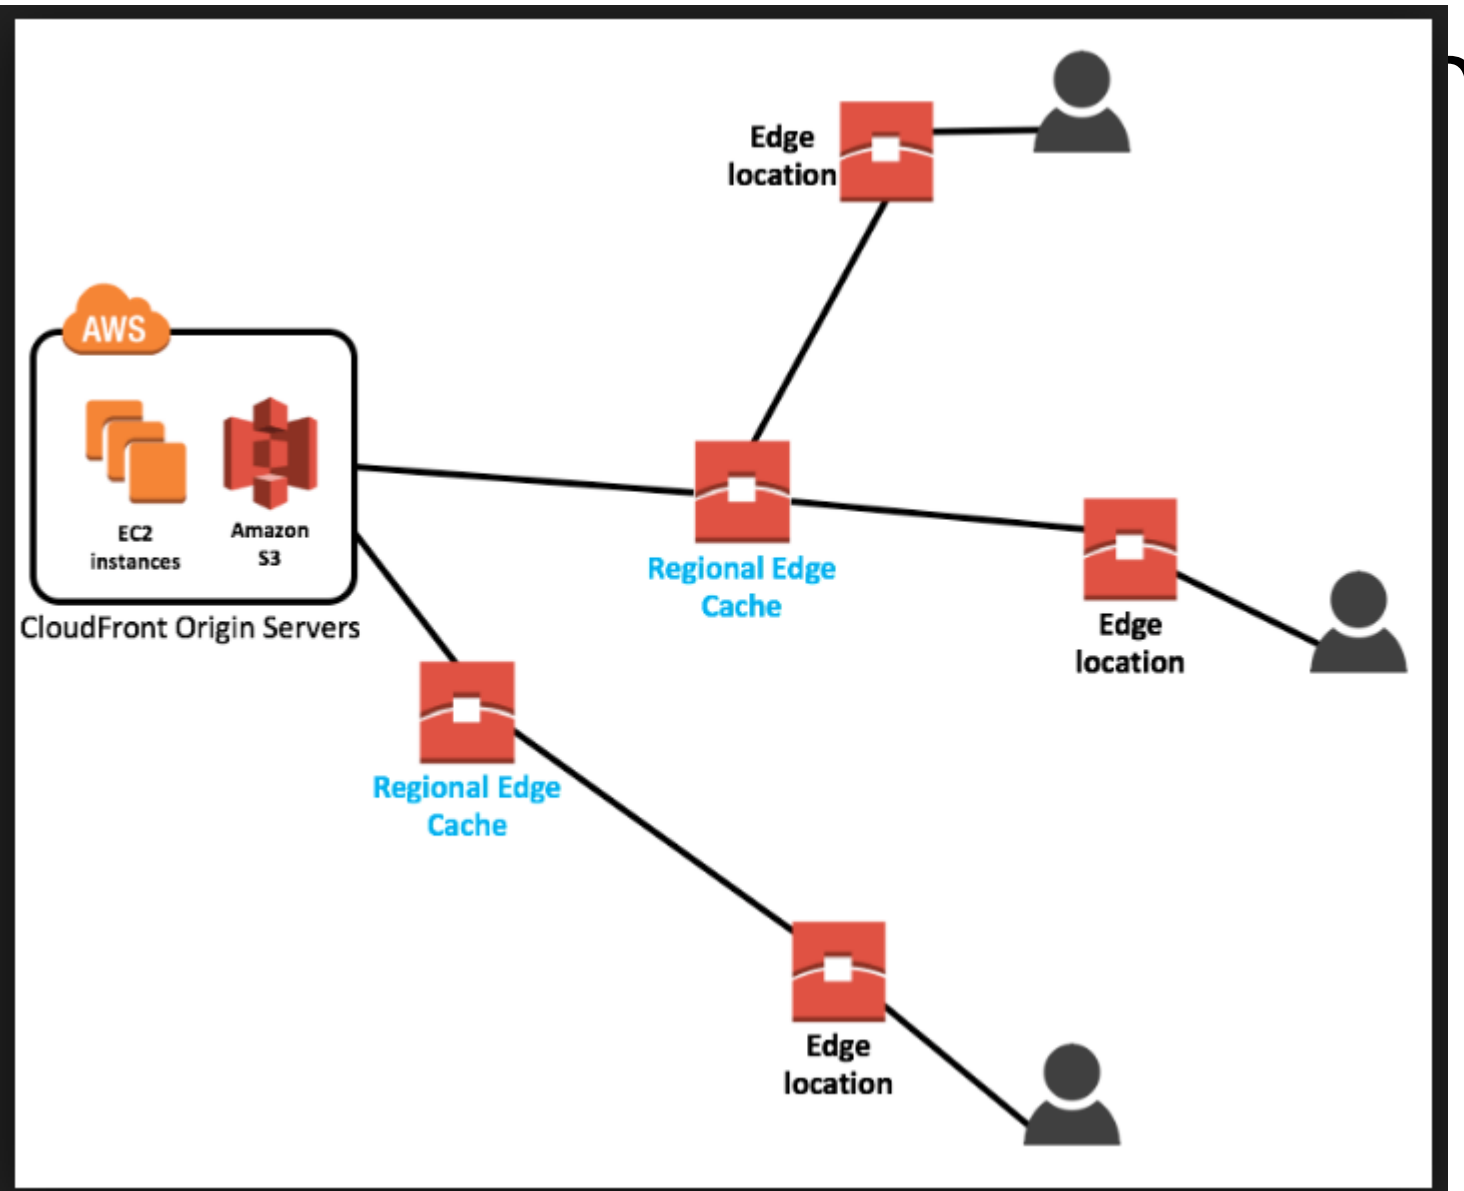 Edge
location
AWS
EC2
instances
Amazon
S3
CloudFront Origin Servers
Regional Edge
Cache
Edge
location
Regional Edge
Cache
Edge
location